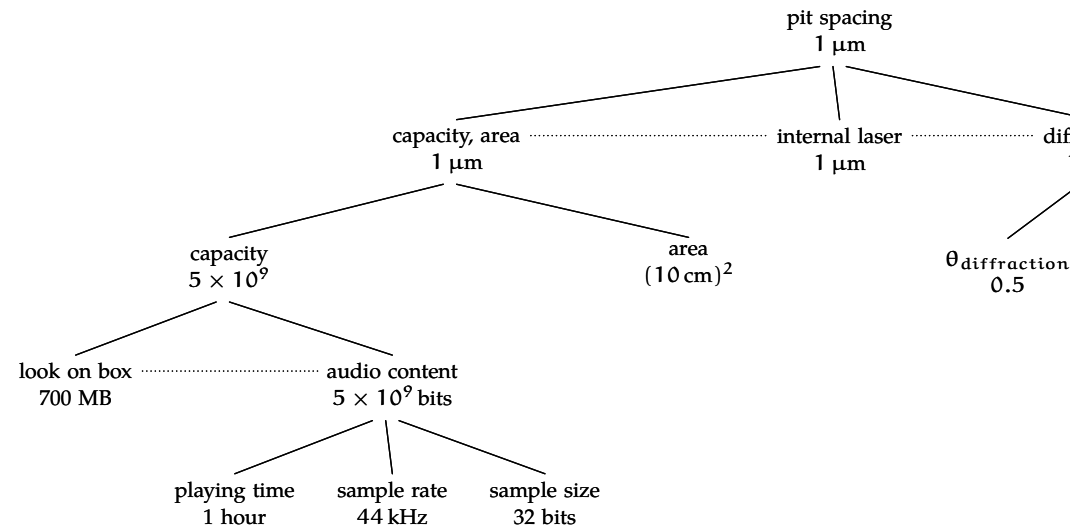 pit spacing
1 μm
capacity, area
1 μm
internal laser
1 μm
capacity
5 × 10⁹
area
(10 cm)²
θdiffraction
0.5
look on box
700 MB
audio content
5 × 10⁹ bits
playing time
1 hour
sample rate
44 kHz
sample size
32 bits